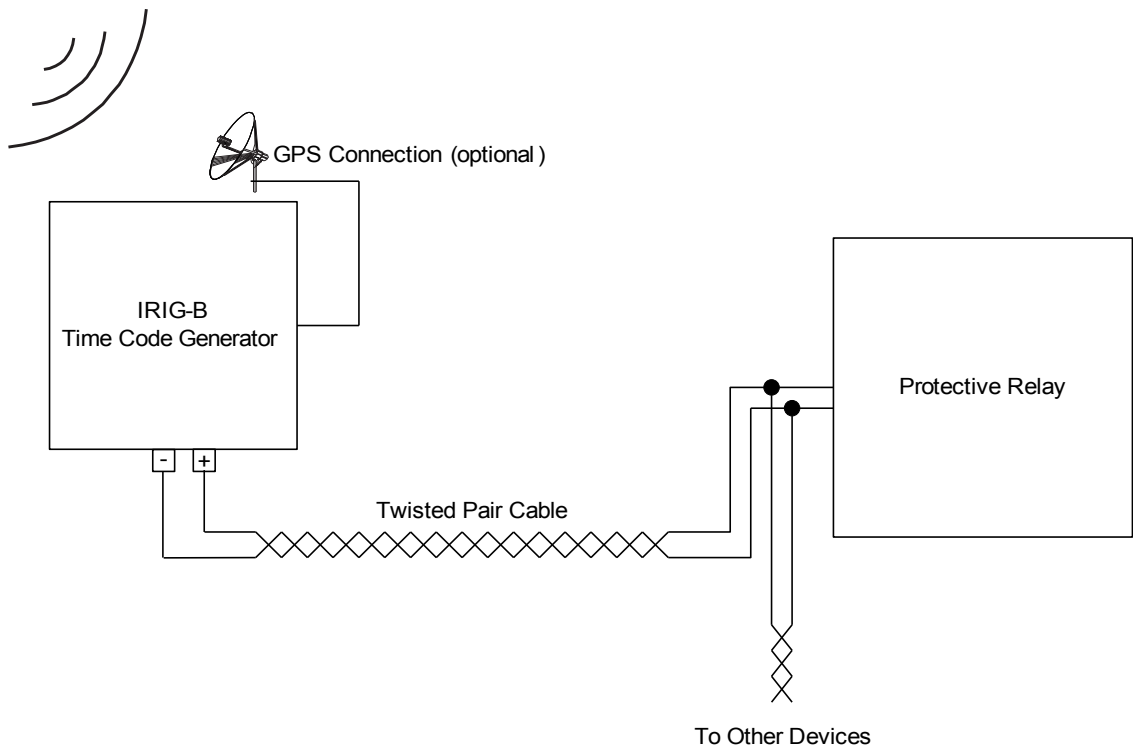 GPS Connection (optional)
IRIG-B
Time Code Generator
Protective Relay
- +
Twisted Pair Cable
To Other Devices